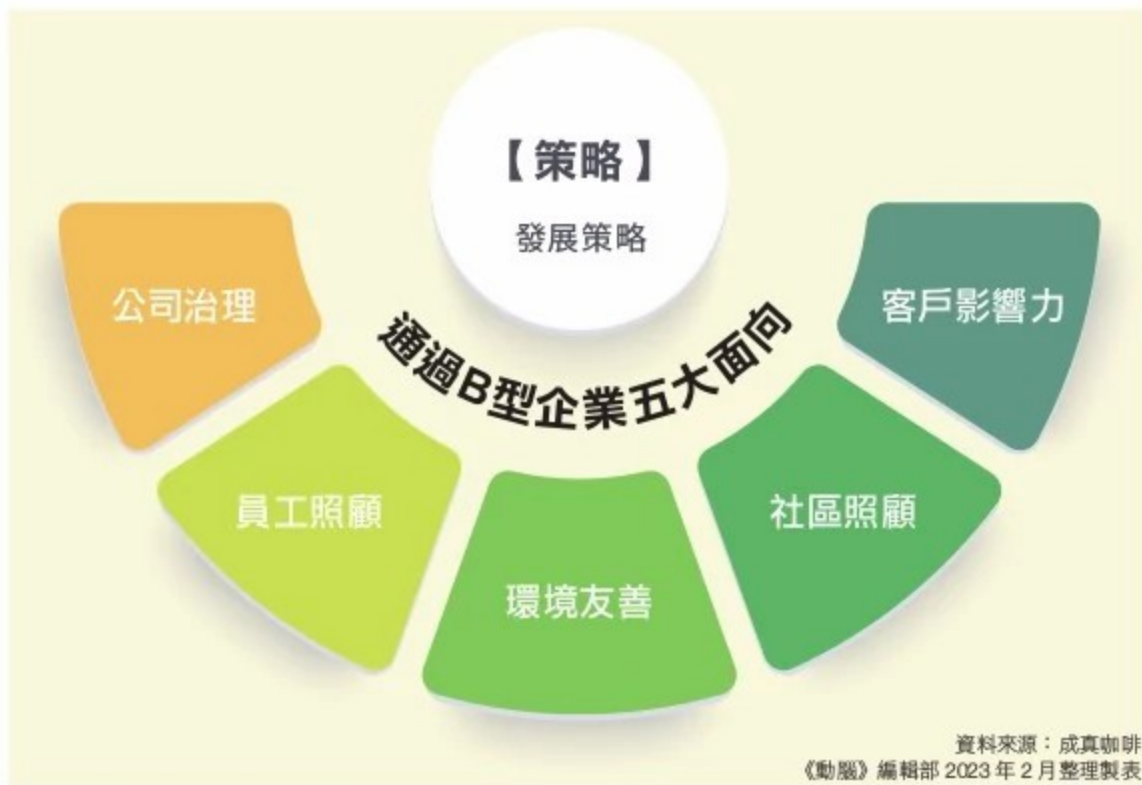 【策略】
發展策略
通過B型企業五大面向
公司治理
員工照顧
環境友善
社區照顧
客戶影響力
資料來源：成真咖啡
《動腦》編輯部 2023 年 2 月整理製表